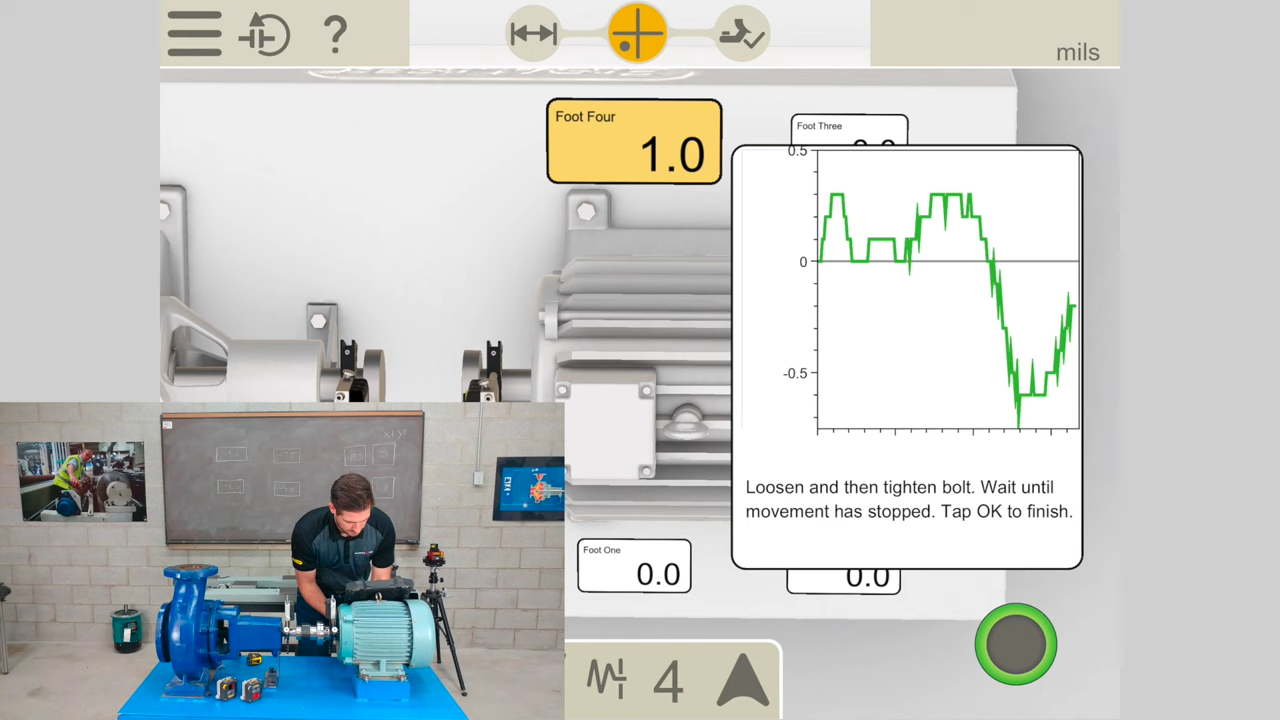 ?
mils
Foot Four
1.0
Foot Three
0.5
0
-0.5
Loosen and then tighten bolt. Wait until
movement has stopped. Tap OK to finish.
Foot One
0.0
0.0
4